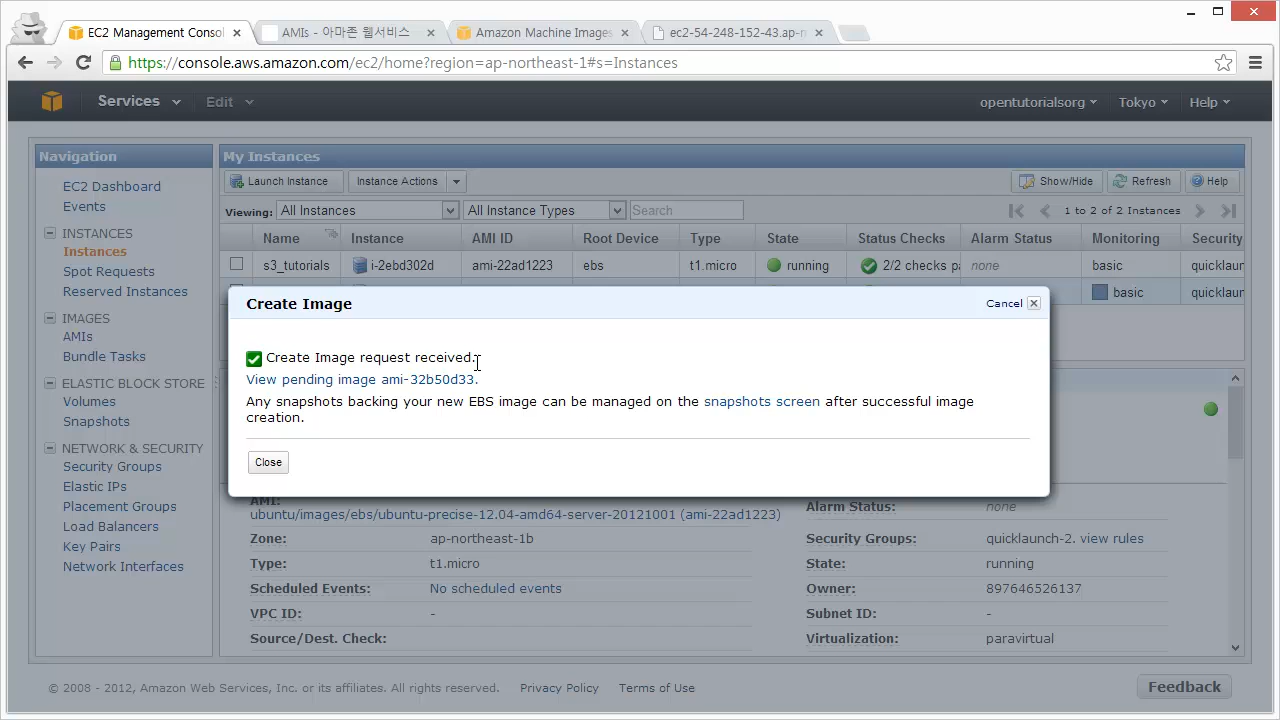 EC2 Management Consol
AMIs - 아마존 웹서비스
Amazon Machine Images
ec2-54-248-152-43.ap-n
https://console.aws.amazon.com/ec2/home?region=ap-northeast-1#s=Instances
Services Edit opentutorialsorg Tokyo Help
Navigation
EC2 Dashboard
Events
INSTANCES
Instances
Spot Requests
Reserved Instances
IMAGES
AMIs
Bundle Tasks
ELASTIC BLOCK STORE
Volumes
Snapshots
NETWORK & SECURITY
Security Groups
Elastic IPs
Placement Groups
Load Balancers
Key Pairs
Network Interfaces
My Instances
Launch Instance Instance Actions Show/Hide Refresh Help
Viewing: All Instances All Instance Types Search 1 to 2 of 2 Instances
Name Instance AMI ID Root Device Type State Status Checks Alarm Status Monitoring Security
s3_tutorials i-2ebd302d ami-22ad1223 ebs t1.micro running 2/2 checks pa none basic quicklaun
basic quicklaun
Create Image Cancel
Create Image request received.
View pending image ami-32b50d33.
Any snapshots backing your new EBS image can be managed on the snapshots screen after successful image
creation.
Close
AMI: Alarm Status: none
ubuntu/images/ebs/ubuntu-precise-12.04-amd64-server-20121001 (ami-22ad1223)
Zone: ap-northeast-1b Security Groups: quicklaunch-2. view rules
Type: t1.micro State: running
Scheduled Events: No scheduled events Owner: 897646526137
VPC ID: - Subnet ID: -
Source/Dest. Check: Virtualization: paravirtual
© 2008 - 2012, Amazon Web Services, Inc. or its affiliates. All rights reserved. Privacy Policy Terms of Use Feedback